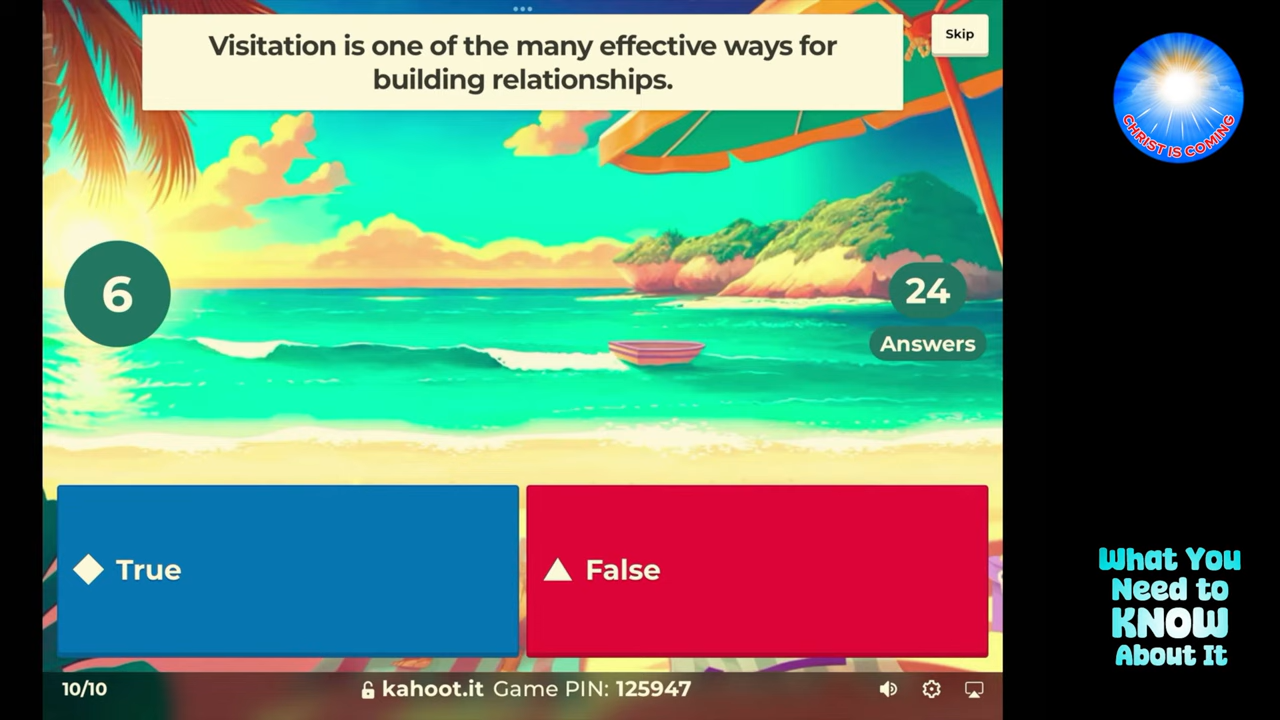 Visitation is one of the many effective ways for
building relationships.
Skip
CHRIST IS COMING
6
24
Answers
True
False
What You
Need to
KNOW
About It
10/10
kahoot.it Game PIN: 125947